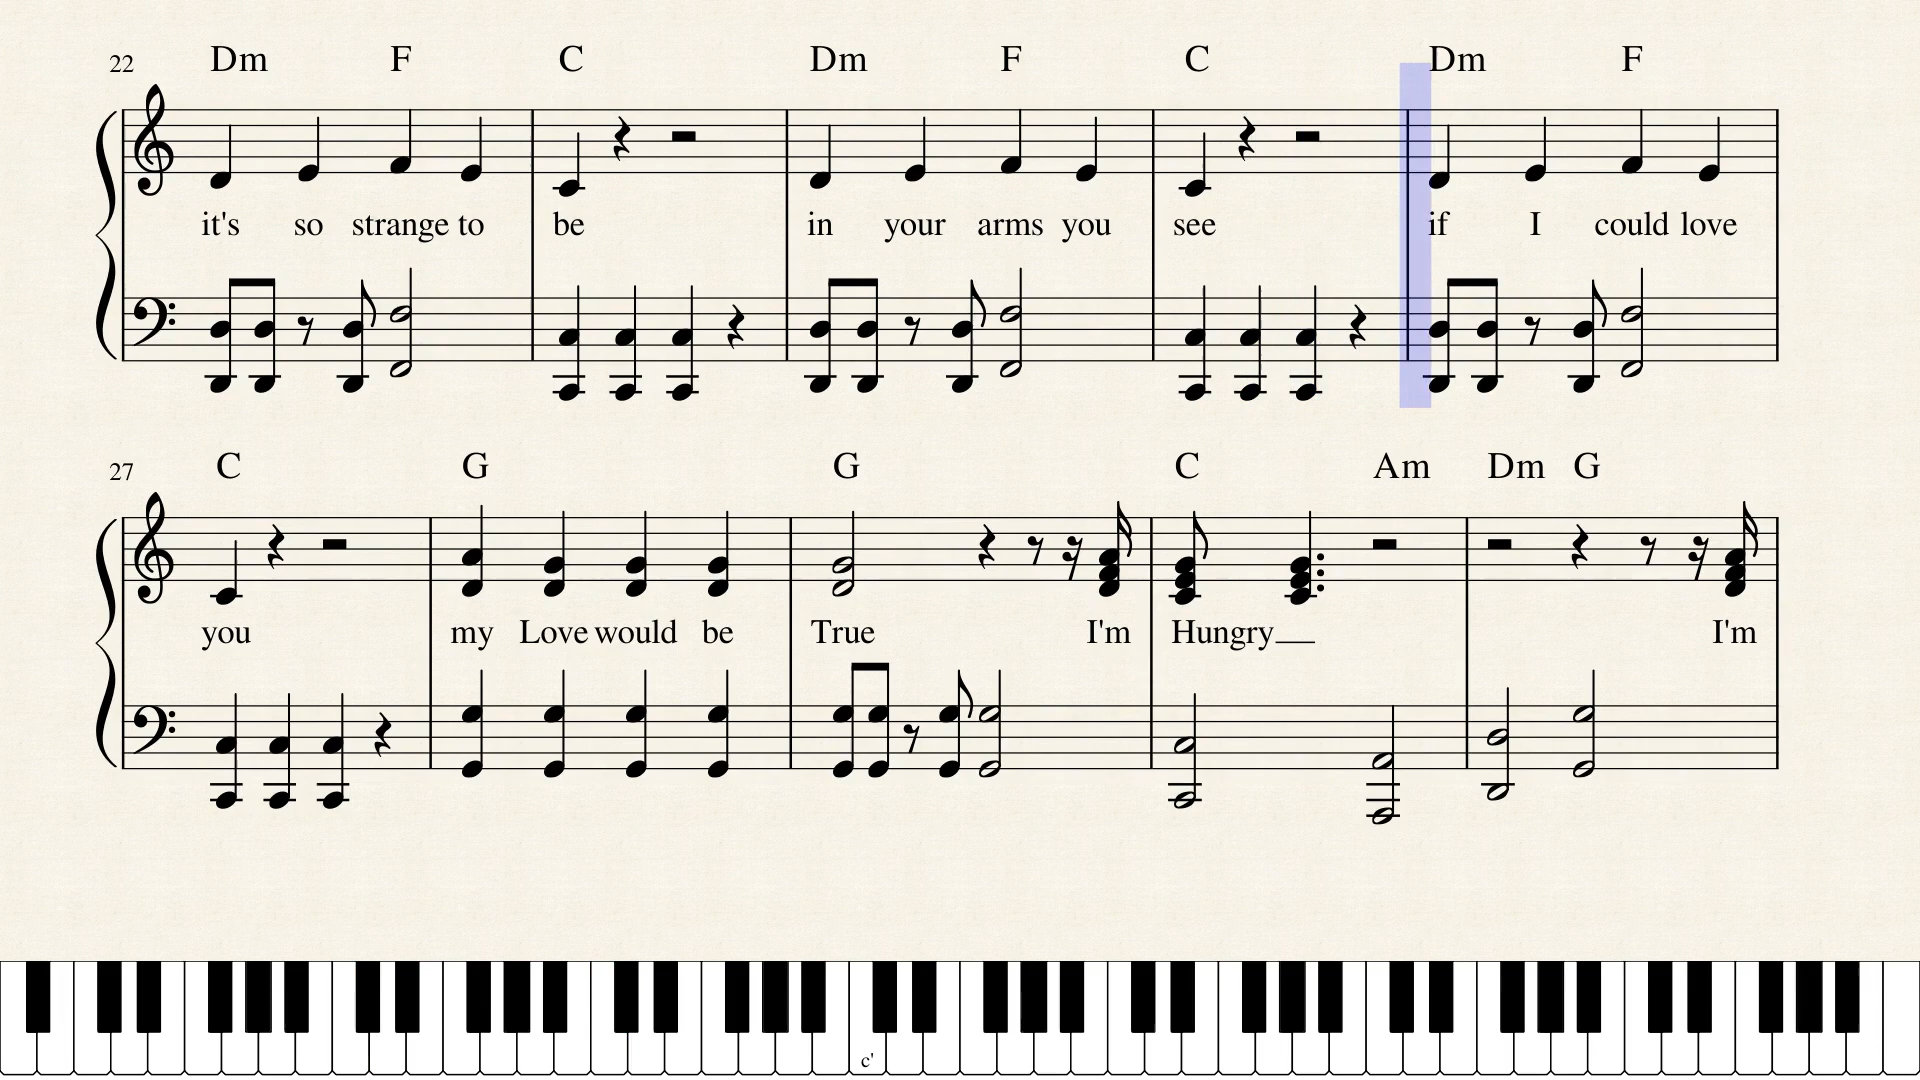 22 Dm F C Dm F C Dm F
it's so strange to be in your arms you see if I could love
27 C G G C Am Dm G
you my Love would be True I'm Hungry I'm
c'